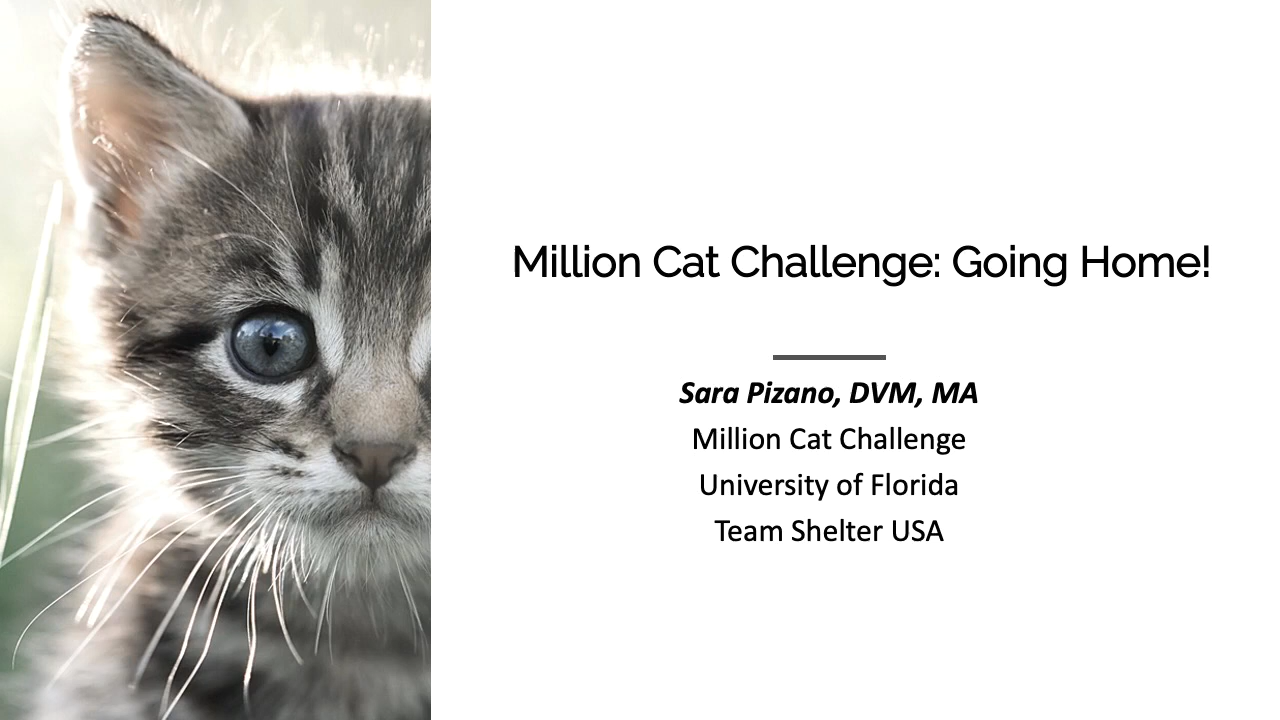 Million Cat Challenge: Going Home!
Sara Pizano, DVM, MA
Million Cat Challenge
University of Florida
Team Shelter USA